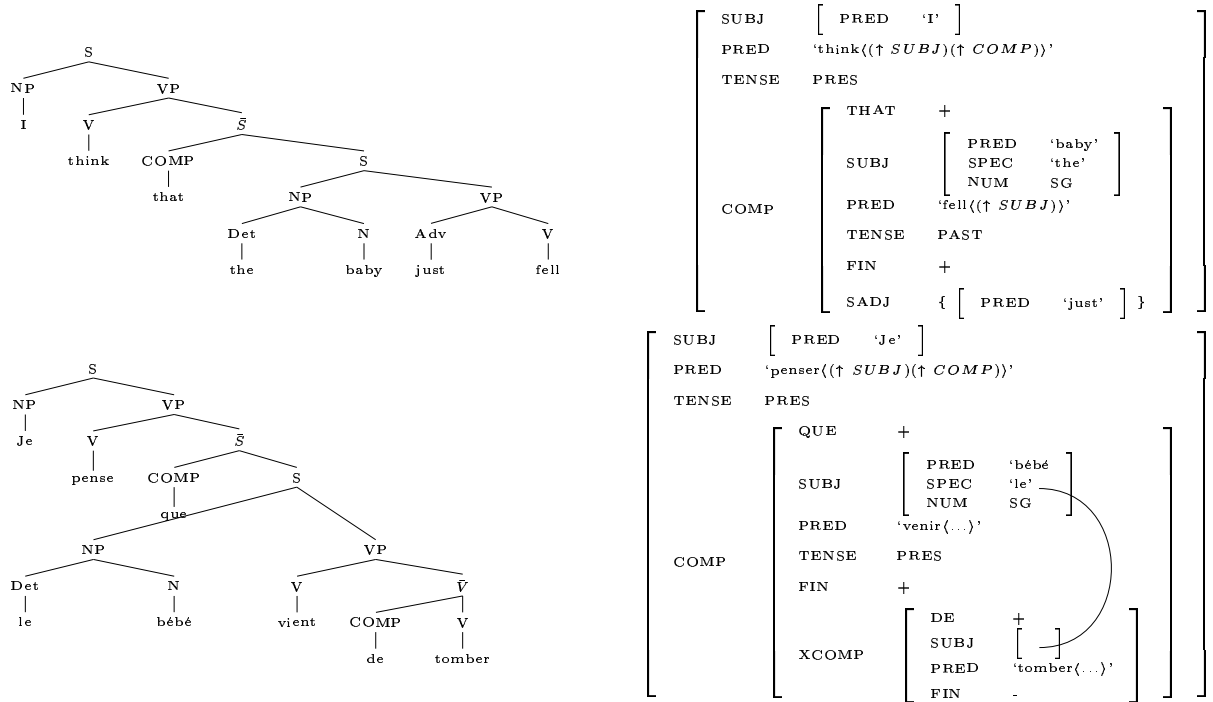 S
NP VP
I V S̄
think COMP S
that NP VP
Det N Adv V
the baby just fell
SUBJ [ PRED ‘I’ ]
PRED ‘think⟨(↑ SUBJ)(↑ COMP)⟩’
TENSE PRES
THAT +
PRED ‘baby’
SUBJ SPEC ‘the’
NUM SG
COMP PRED ‘fell⟨(↑ SUBJ)⟩’
TENSE PAST
FIN +
SADJ { [ PRED ‘just’ ] }
S
NP VP
Je V S̄
pense COMP S
que
NP VP
Det N V V̄
le bébé vient COMP V
de tomber
SUBJ [ PRED ‘Je’ ]
PRED ‘penser⟨(↑ SUBJ)(↑ COMP)⟩’
TENSE PRES
QUE +
PRED ‘bébé
SUBJ SPEC ‘le’
NUM SG
PRED ‘venir⟨...⟩’
TENSE PRES
COMP
FIN +
DE +
SUBJ [ ]
XCOMP
PRED ‘tomber⟨...⟩’
FIN -